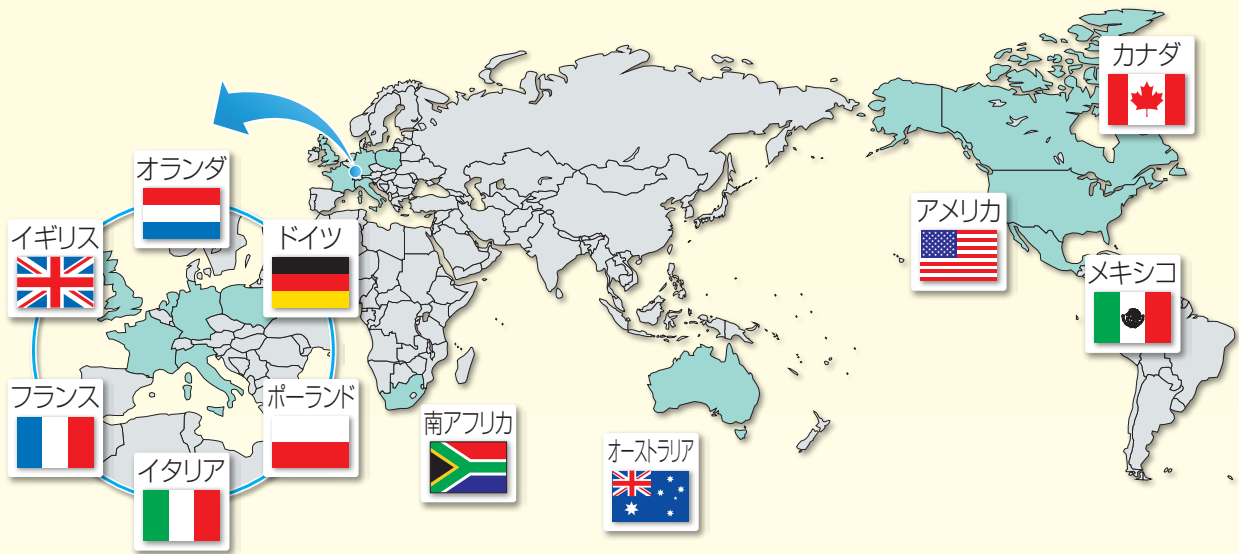 カナダ
オランダ
アメリカ
イギリス
ドイツ
メキシコ
フランス
ポーランド
南アフリカ
オーストラリア
イタリア